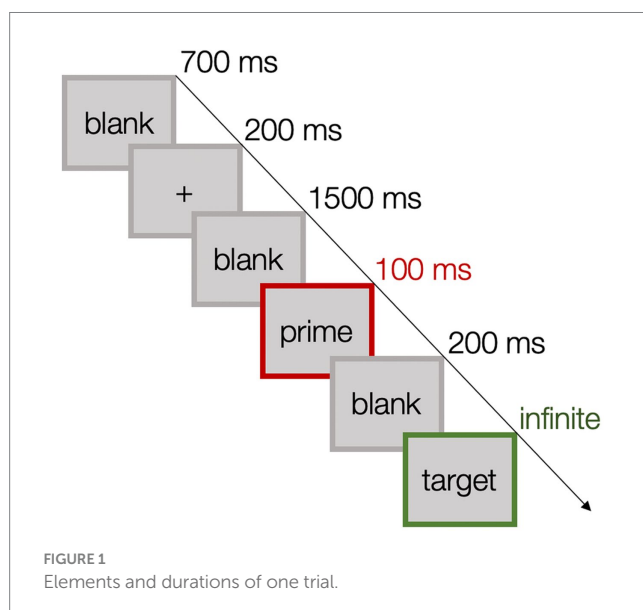 700 ms
blank
200 ms
+
1500 ms
blank
100 ms
prime
200 ms
blank
infinite
target
FIGURE 1
Elements and durations of one trial.